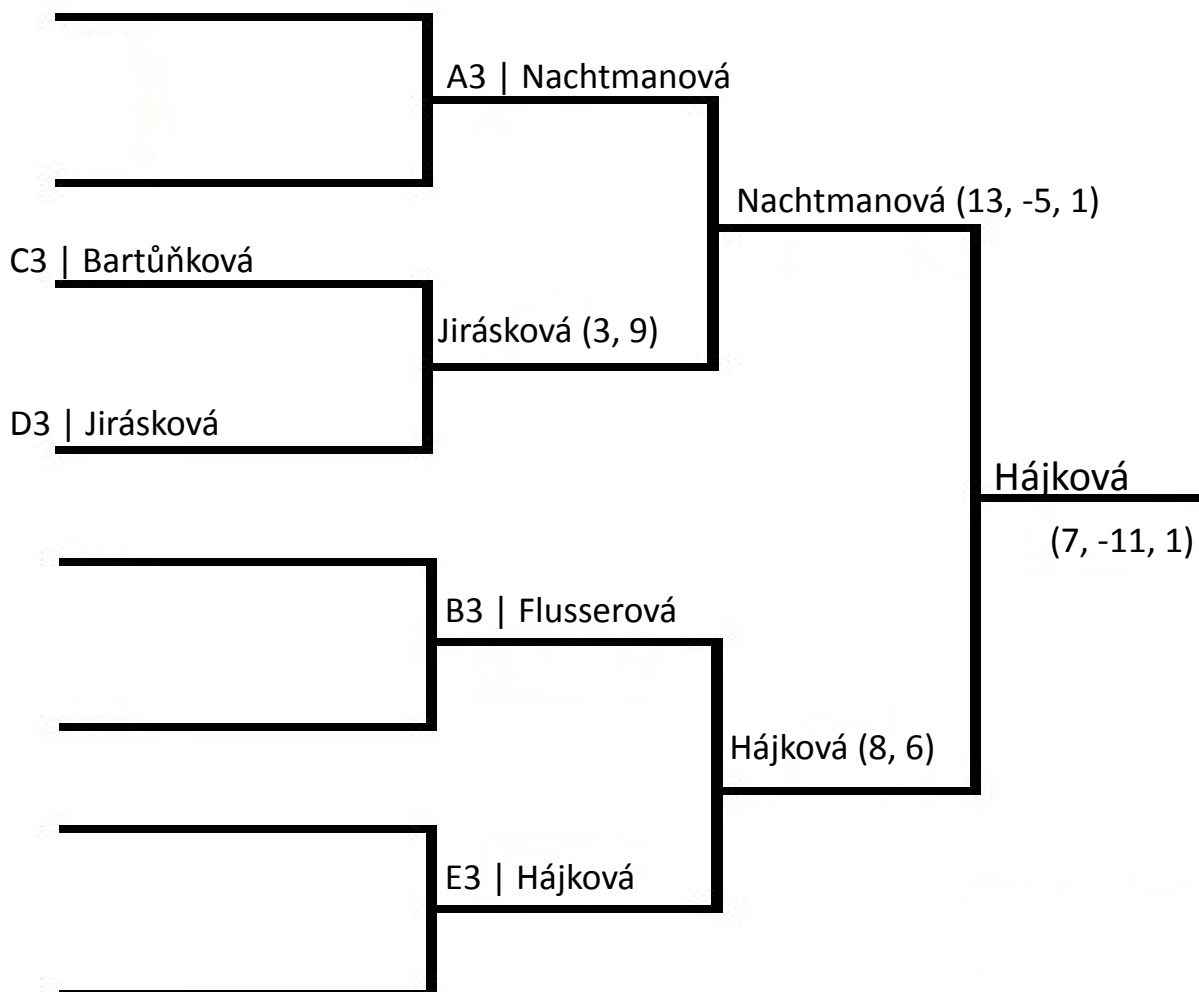 A3 | Nachtmanová
Nachtmanová (13, -5, 1)
C3 | Bartůňková
Jirásková (3, 9)
D3 | Jirásková
Hájková
(7, -11, 1)
B3 | Flusserová
Hájková (8, 6)
E3 | Hájková